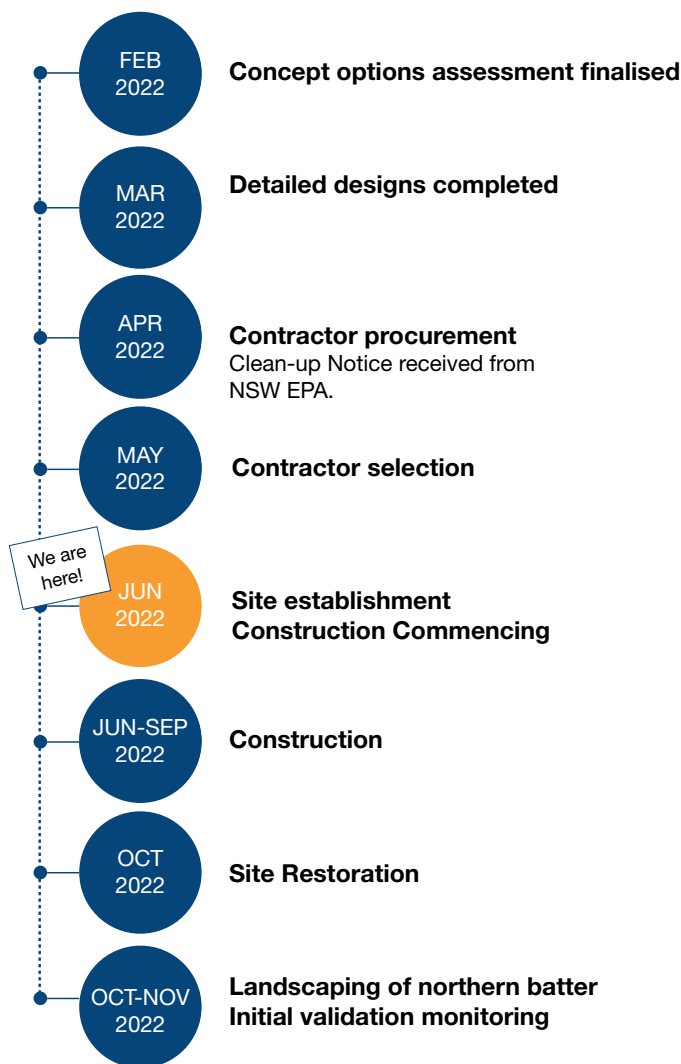 FEB
2022
Concept options assessment finalised
MAR
2022
Detailed designs completed
APR
2022
Contractor procurement
Clean-up Notice received from
NSW EPA.
MAY
2022
Contractor selection
We are
here!
JUN
2022
Site establishment
Construction Commencing
JUN-SEP
2022
Construction
OCT
2022
Site Restoration
OCT-NOV
2022
Landscaping of northern batter
Initial validation monitoring